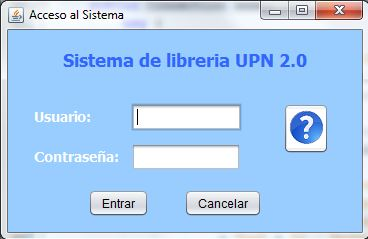 Acceso al Sistema
Sistema de libreria UPN 2.0
Usuario:
?
Contraseña:
Entrar Cancelar